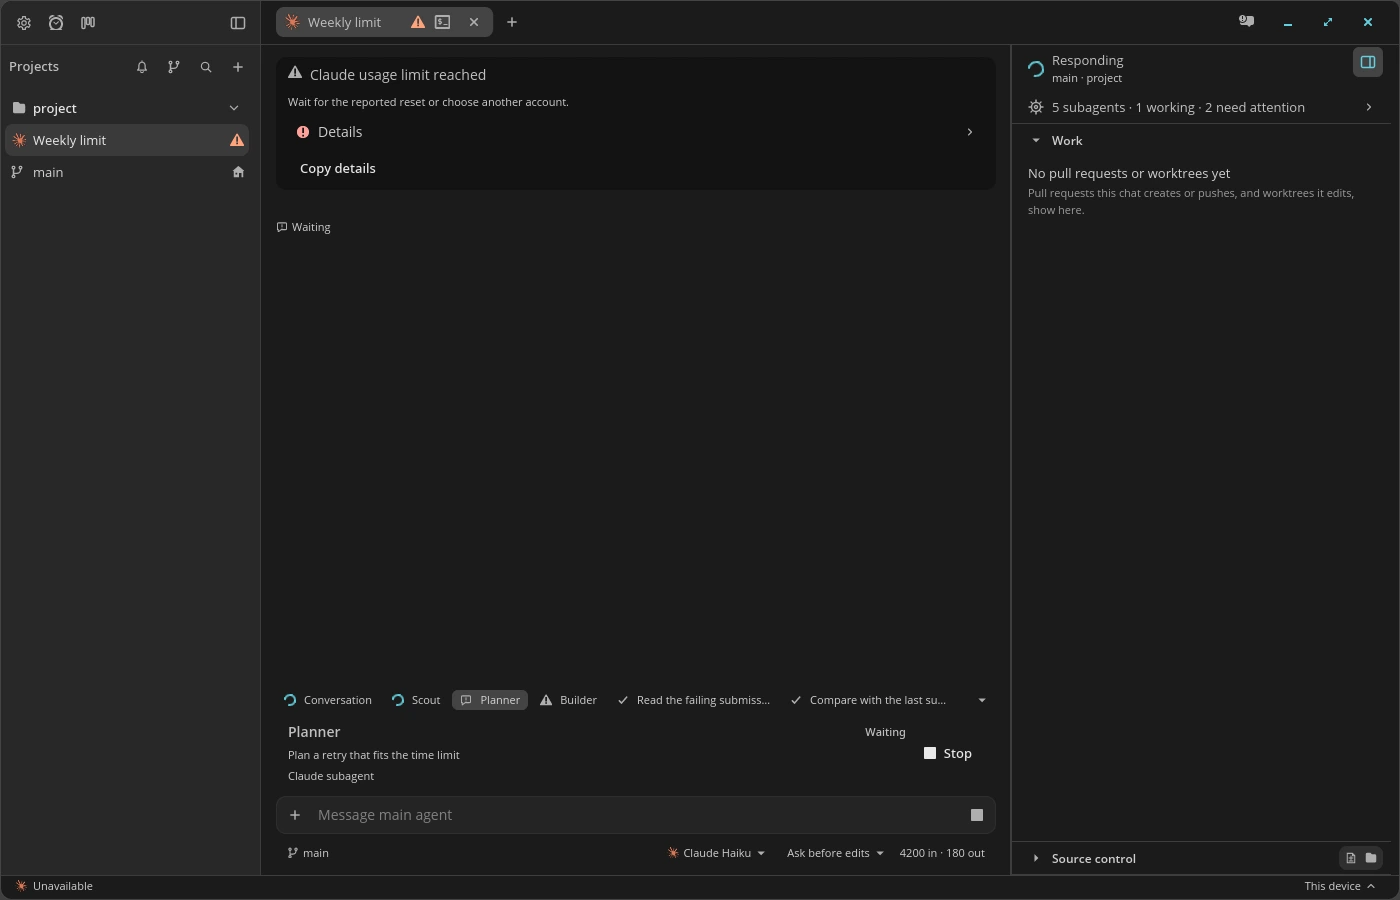 Weekly limit
Projects
project
Weekly limit
main
Claude usage limit reached
Wait for the reported reset or choose another account.
Details
Copy details
Waiting
Conversation
Scout
Planner
Builder
Read the failing submiss...
Compare with the last su...
Planner
Waiting
Plan a retry that fits the time limit
Stop
Claude subagent
Message main agent
main
Claude Haiku
Ask before edits
4200 in · 180 out
Responding
main · project
5 subagents · 1 working · 2 need attention
Work
No pull requests or worktrees yet
Pull requests this chat creates or pushes, and worktrees it edits,
show here.
Source control
Unavailable
This device